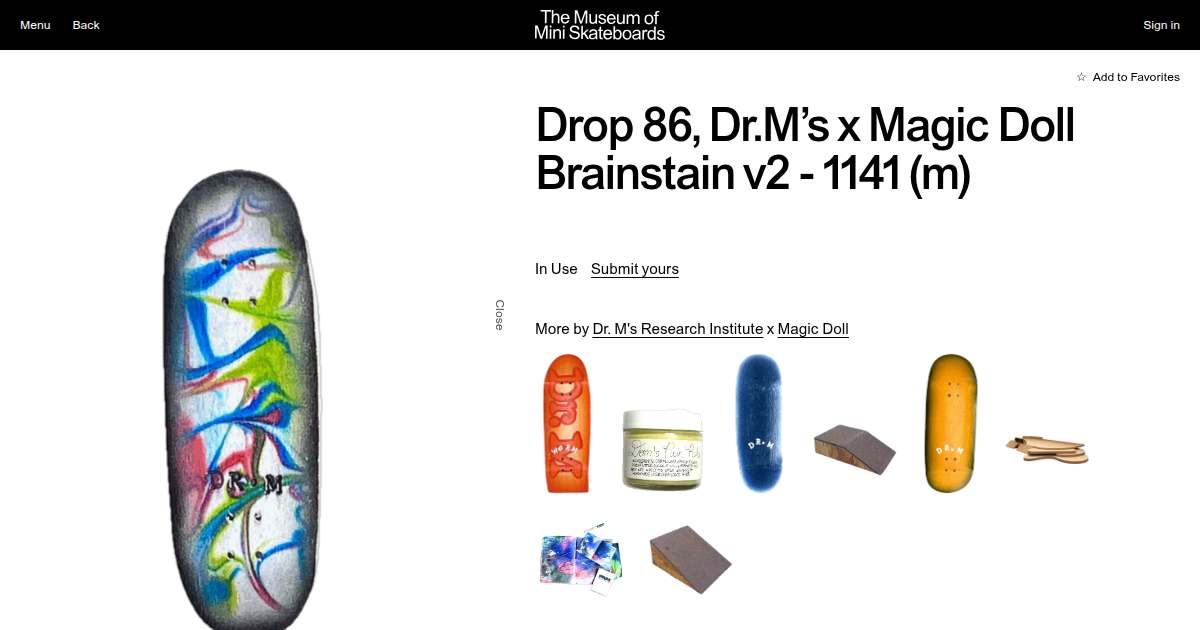 Menu
Back
The Museum of
Mini Skateboards
Sign in
☆ Add to Favorites
Drop 86, Dr.M’s x Magic Doll
Brainstain v2 - 1141 (m)
In Use Submit yours
Close
More by Dr. M's Research Institute x Magic Doll
DR•M
DR•M
DR•M